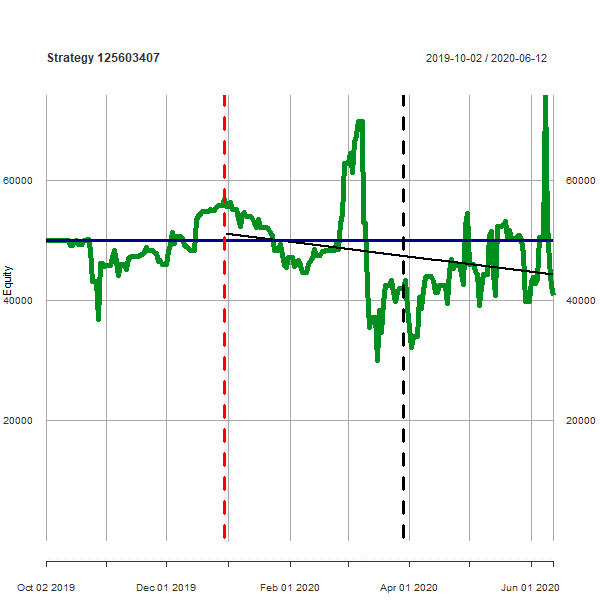 Strategy 125603407
2019-10-02 / 2020-06-12
60000
60000
Equity
40000
40000
20000
20000
Oct 02 2019
Dec 01 2019
Feb 01 2020
Apr 01 2020
Jun 01 2020